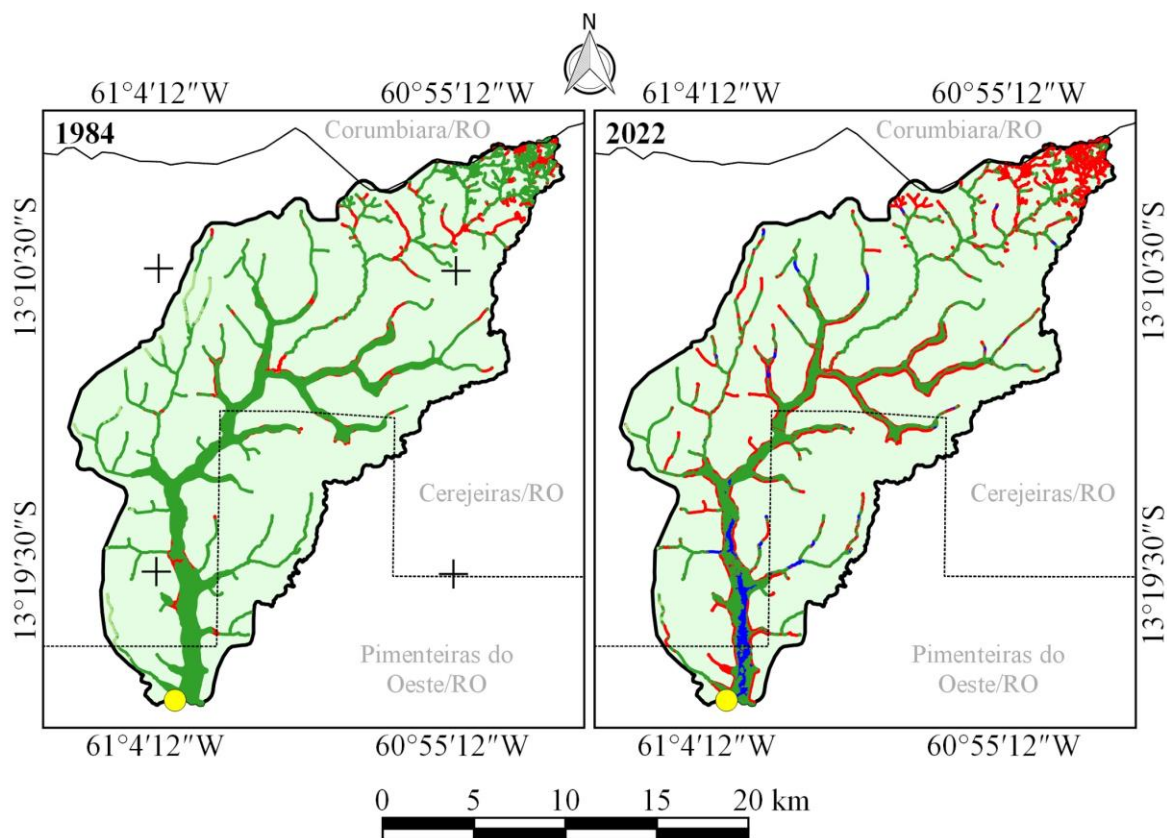 N
61°4'12"W 60°55'12"W 61°4'12"W 60°55'12"W
1984 Corumbiara/RO 2022 Corumbiara/RO
13°10'30"S 13°10'30"S
Cerejeiras/RO Cerejeiras/RO
13°19'30"S 13°19'30"S
Pimenteiras do Pimenteiras do
Oeste/RO Oeste/RO
61°4'12"W 60°55'12"W 61°4'12"W 60°55'12"W
0 5 10 15 20 km